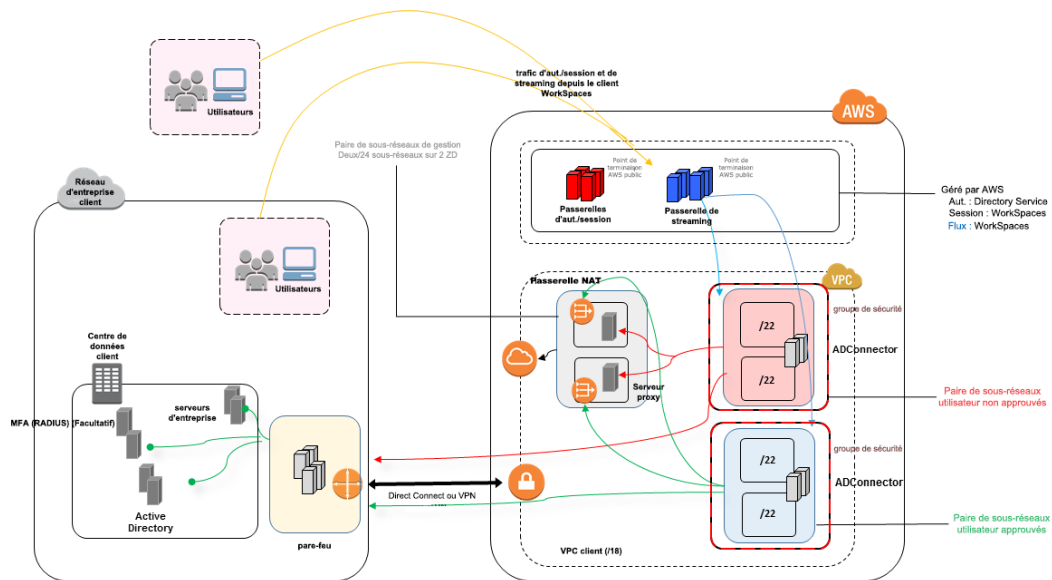 Utilisateurs
trafic d'aut./session et de
streaming depuis le client
WorkSpaces
AWS
Paire de sous-réseaux de gestion
Deux/24 sous-réseaux sur 2 ZD
Point de
terminaison
AWS public
Point de
terminaison
AWS public
Passerelles
d'aut./session
Passerelle de
streaming
Géré par AWS
Aut. : Directory Service
Session : WorkSpaces
Flux : WorkSpaces
Réseau
d'entreprise
client
Utilisateurs
Passerelle NAT
VPC
groupe de sécurité
/22
ADConnector
/22
Serveur
proxy
Paire de sous-réseaux
utilisateur non approuvés
Centre de
données
client
serveurs
d'entreprise
MFA (RADIUS) (Facultatif)
Active
Directory
pare-feu
Direct Connect ou VPN
groupe de sécurité
/22
ADConnector
/22
Paire de sous-réseaux
utilisateur approuvés
VPC client (/18)